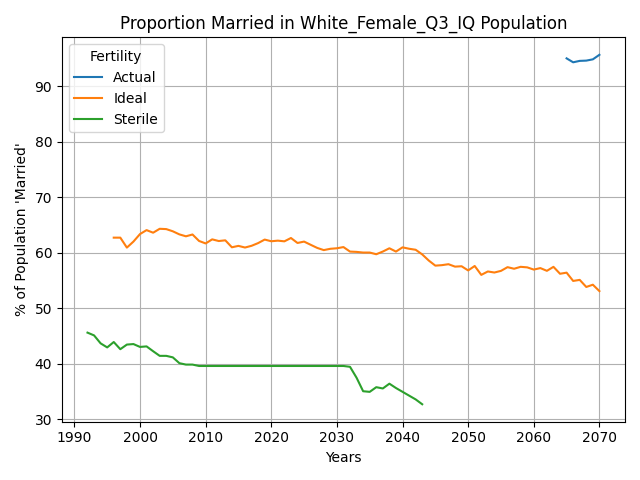 Proportion Married in White_Female_Q3_IQ Population
% of Population 'Married'
Fertility
Actual
Ideal
Sterile
90
80
70
60
50
40
30
1990 2000 2010 2020 2030 2040 2050 2060 2070
Years